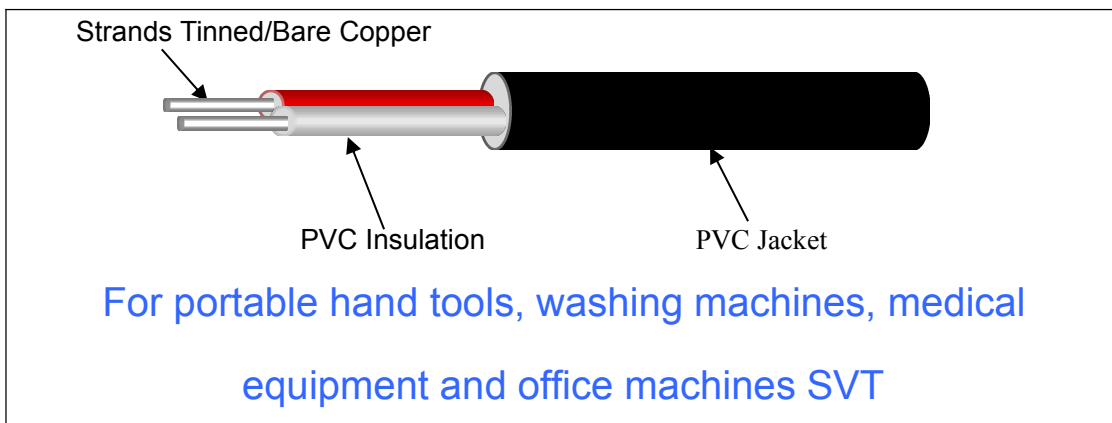 Strands Tinned/Bare Copper
PVC Insulation
PVC Jacket
For portable hand tools, washing machines, medical
equipment and office machines SVT